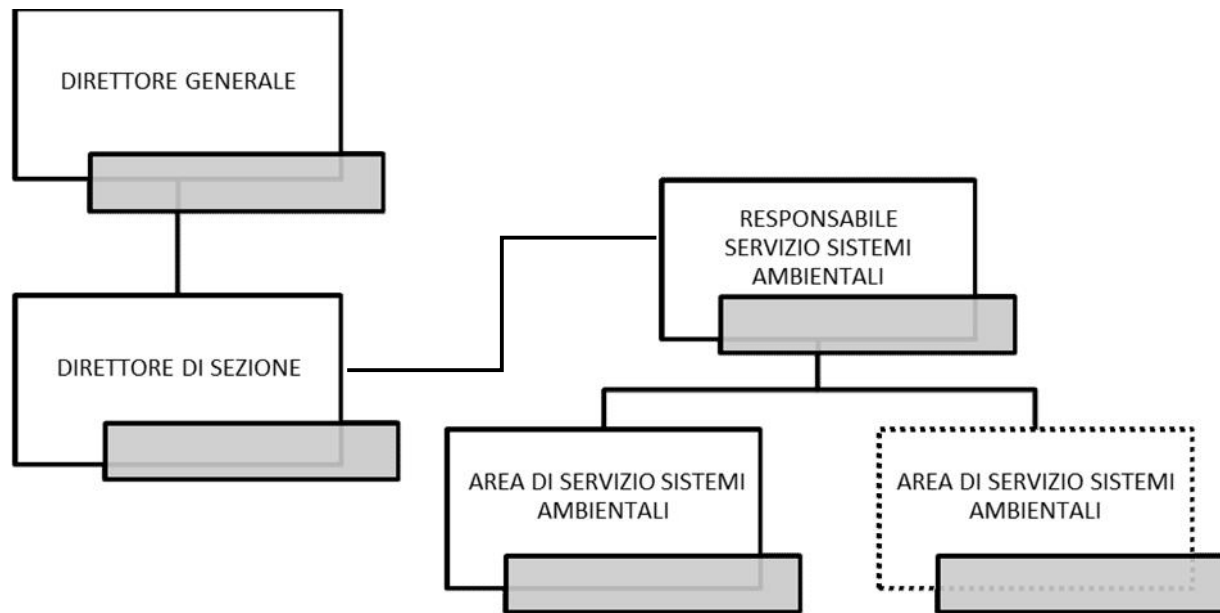 DIRETTORE GENERALE
RESPONSABILE
SERVIZIO SISTEMI
AMBIENTALI
DIRETTORE DI SEZIONE
AREA DI SERVIZIO SISTEMI
AMBIENTALI
AREA DI SERVIZIO SISTEMI
AMBIENTALI